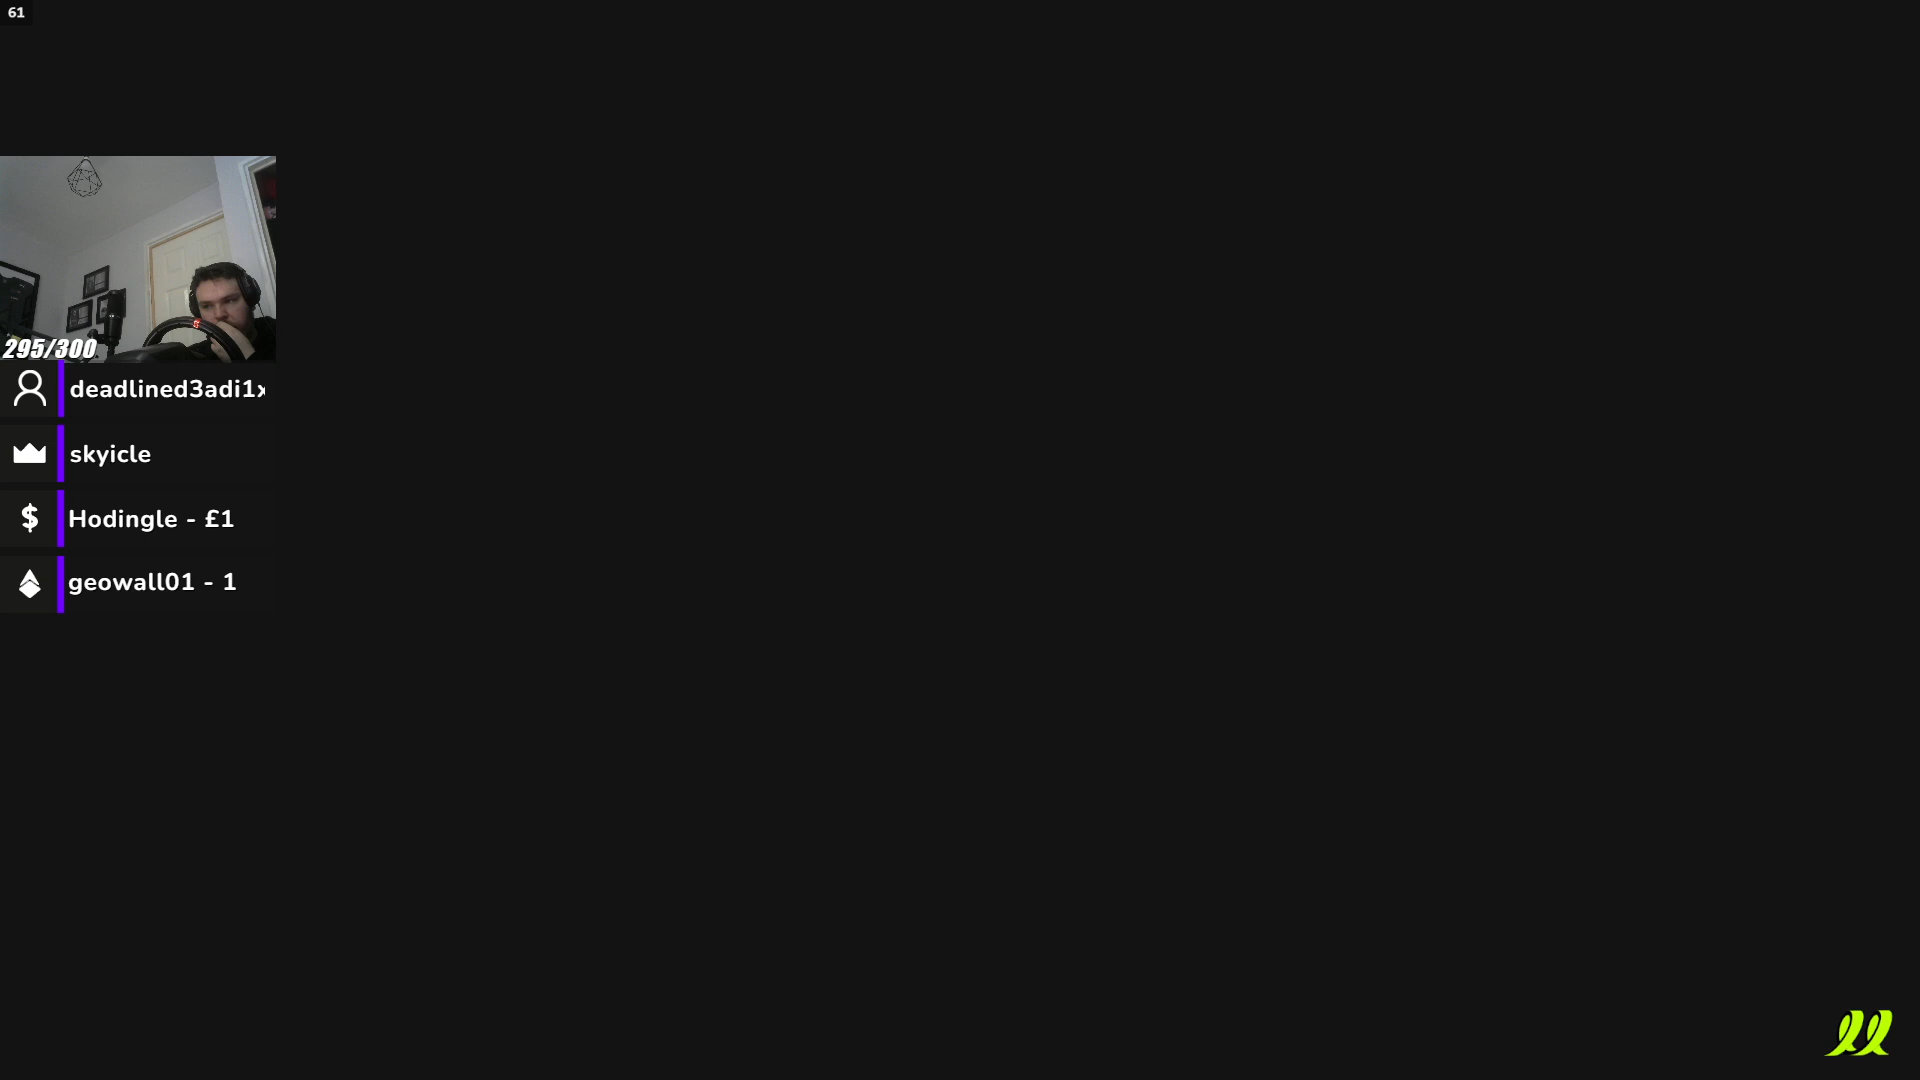 61
295/300
deadlined3adi1x
skyicle
$
Hodingle - £1
geowall01 - 1